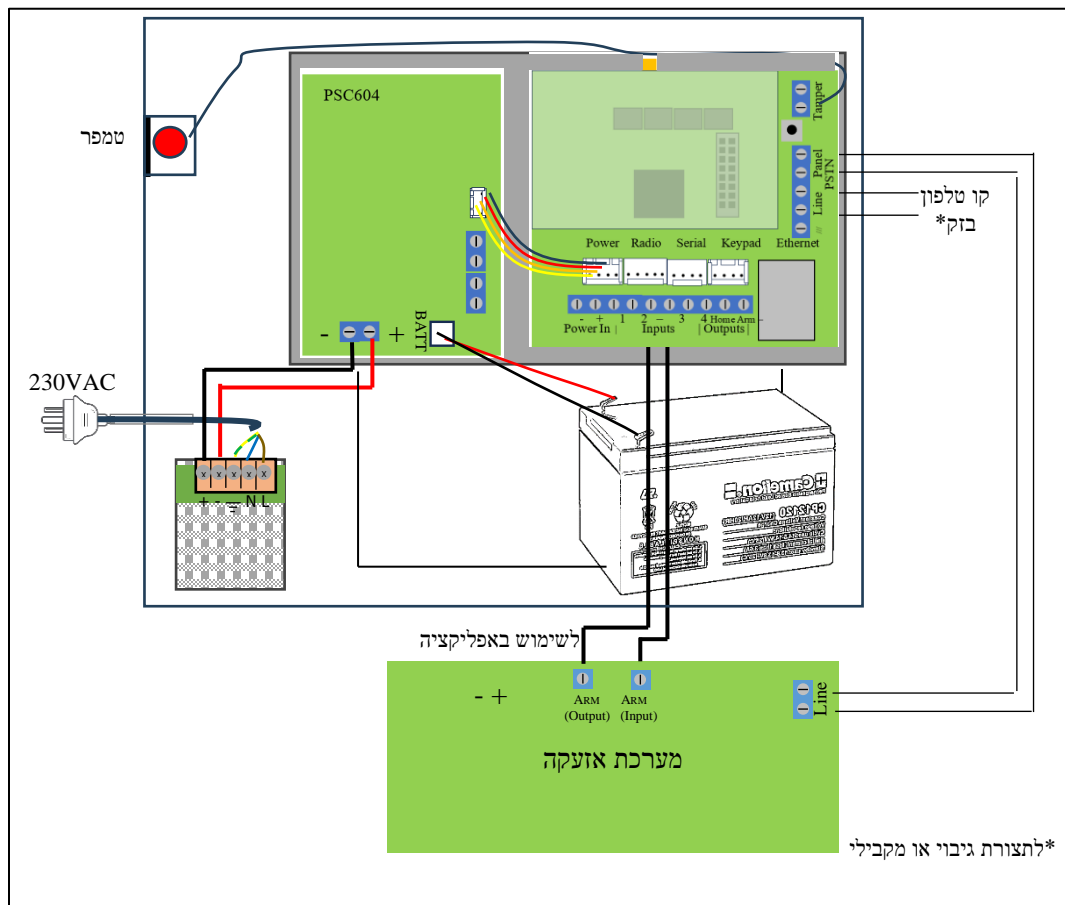 PSC604
Tamper
טמפר
Panel
PSTN
Line
קו טלפון
בזק*
Power Radio Serial Keypad Ethernet
- + 1 2 – 3 4 Home Arm –
Power In | Inputs | Outputs |
- +
BATT
230VAC
+ - N L
Camelion
CP12120
לשימוש באפליקציה
- +
ARM
(Output)
ARM
(Input)
Line
מערכת אזעקה
*לתצורת גיבוי או מקבילי